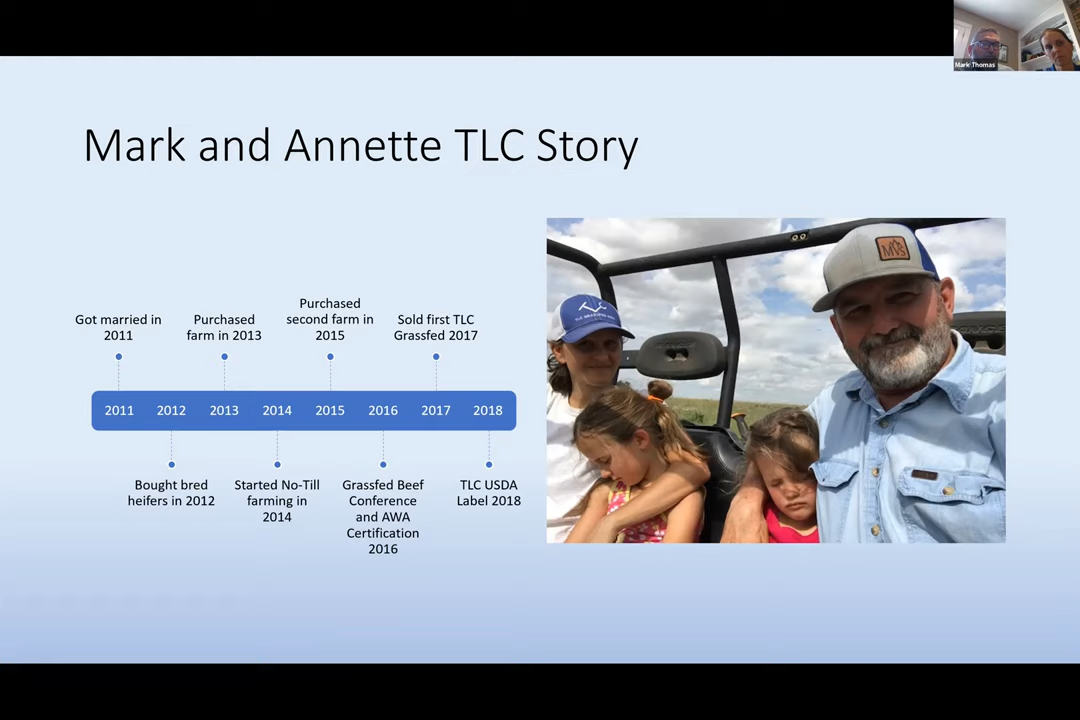 Mark Thomas
Mark and Annette TLC Story
Got married in
2011
Purchased
farm in 2013
Purchased
second farm in
2015
Sold first TLC
Grassfed 2017
2011 2012 2013 2014 2015 2016 2017 2018
Bought bred
heifers in 2012
Started No-Till
farming in
2014
Grassfed Beef
Conference
and AWA
Certification
2016
TLC USDA
Label 2018